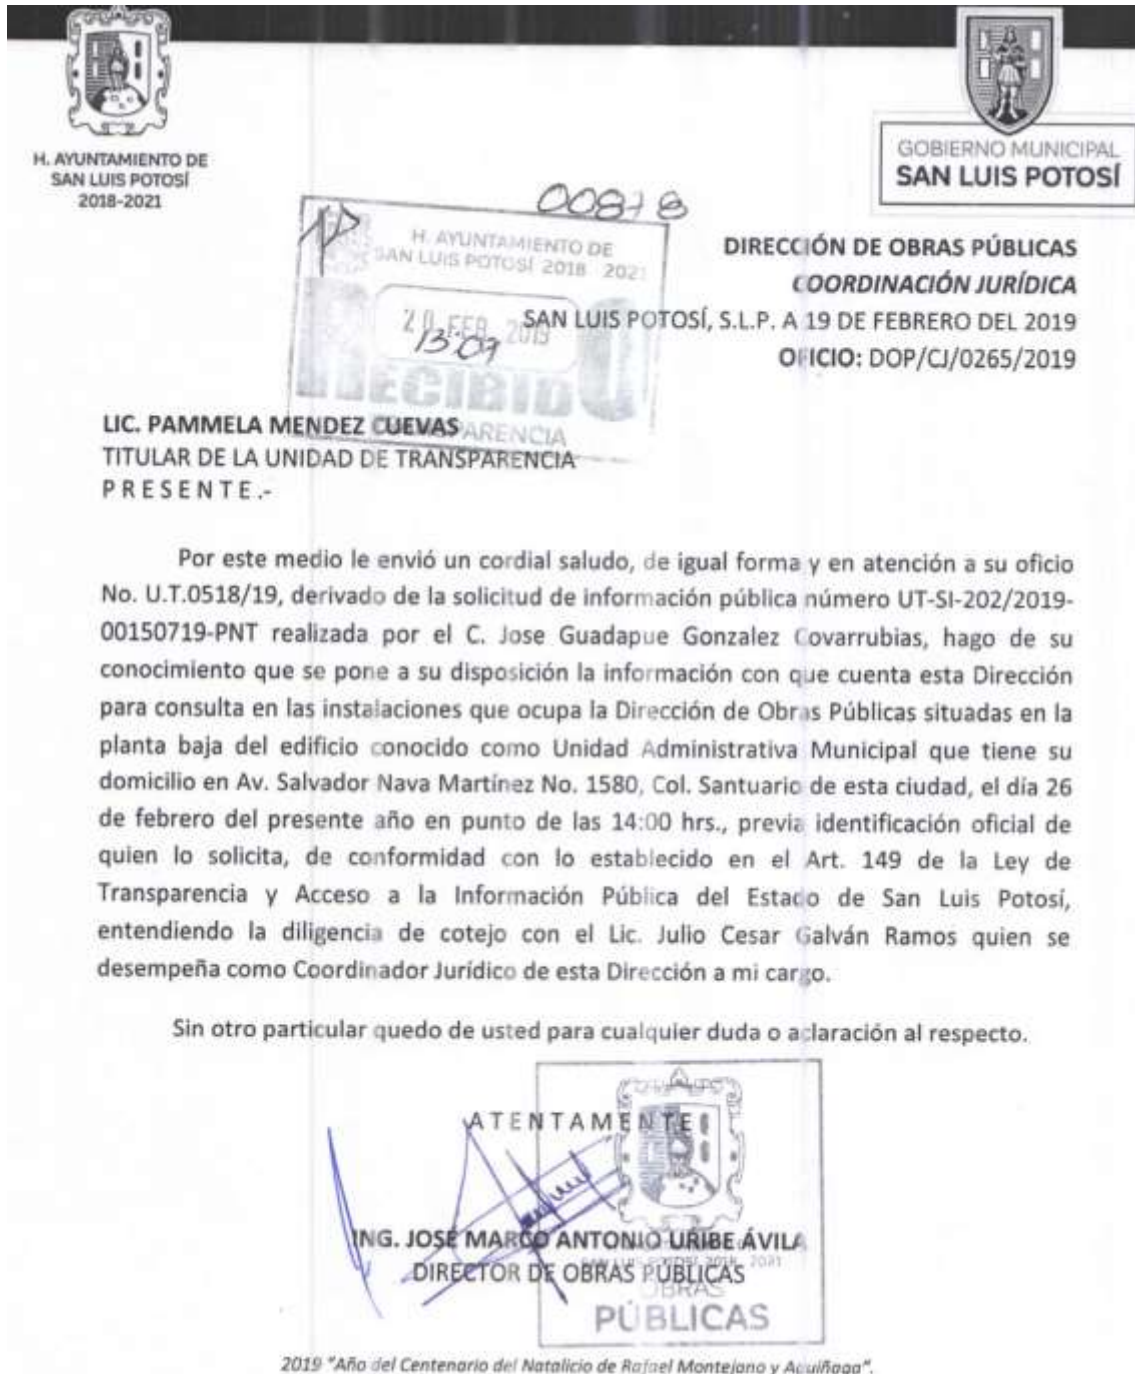 H. AYUNTAMIENTO DE
SAN LUIS POTOSÍ
2018-2021
GOBIERNO MUNICIPAL
SAN LUIS POTOSÍ
00878
H. AYUNTAMIENTO DE
SAN LUIS POTOSÍ 2018 2021
20 FEB 2019
13:09
RECIBIDO
TRANSPARENCIA
DIRECCIÓN DE OBRAS PÚBLICAS
COORDINACIÓN JURÍDICA
SAN LUIS POTOSÍ, S.L.P. A 19 DE FEBRERO DEL 2019
OFICIO: DOP/CJ/0265/2019
LIC. PAMMELA MENDEZ CUEVAS
TITULAR DE LA UNIDAD DE TRANSPARENCIA
P R E S E N T E .-
Por este medio le envió un cordial saludo, de igual forma y en atención a su oficio
No. U.T.0518/19, derivado de la solicitud de información pública número UT-SI-202/2019-
00150719-PNT realizada por el C. Jose Guadapue Gonzalez Covarrubias, hago de su
conocimiento que se pone a su disposición la información con que cuenta esta Dirección
para consulta en las instalaciones que ocupa la Dirección de Obras Públicas situadas en la
planta baja del edificio conocido como Unidad Administrativa Municipal que tiene su
domicilio en Av. Salvador Nava Martínez No. 1580, Col. Santuario de esta ciudad, el día 26
de febrero del presente año en punto de las 14:00 hrs., previa identificación oficial de
quien lo solicita, de conformidad con lo establecido en el Art. 149 de la Ley de
Transparencia y Acceso a la Información Pública del Estado de San Luis Potosí,
entendiendo la diligencia de cotejo con el Lic. Julio Cesar Galván Ramos quien se
desempeña como Coordinador Jurídico de esta Dirección a mi cargo.
Sin otro particular quedo de usted para cualquier duda o aclaración al respecto.
A T E N T A M E N T E
ING. JOSÉ MARCO ANTONIO URIBE ÁVILA
DIRECTOR DE OBRAS PÚBLICAS
SAN LUIS POTOSÍ 2018 2021
OBRAS
PÚBLICAS
2019 "Año del Centenario del Natalicio de Rafael Montejano y Aguiñaga".